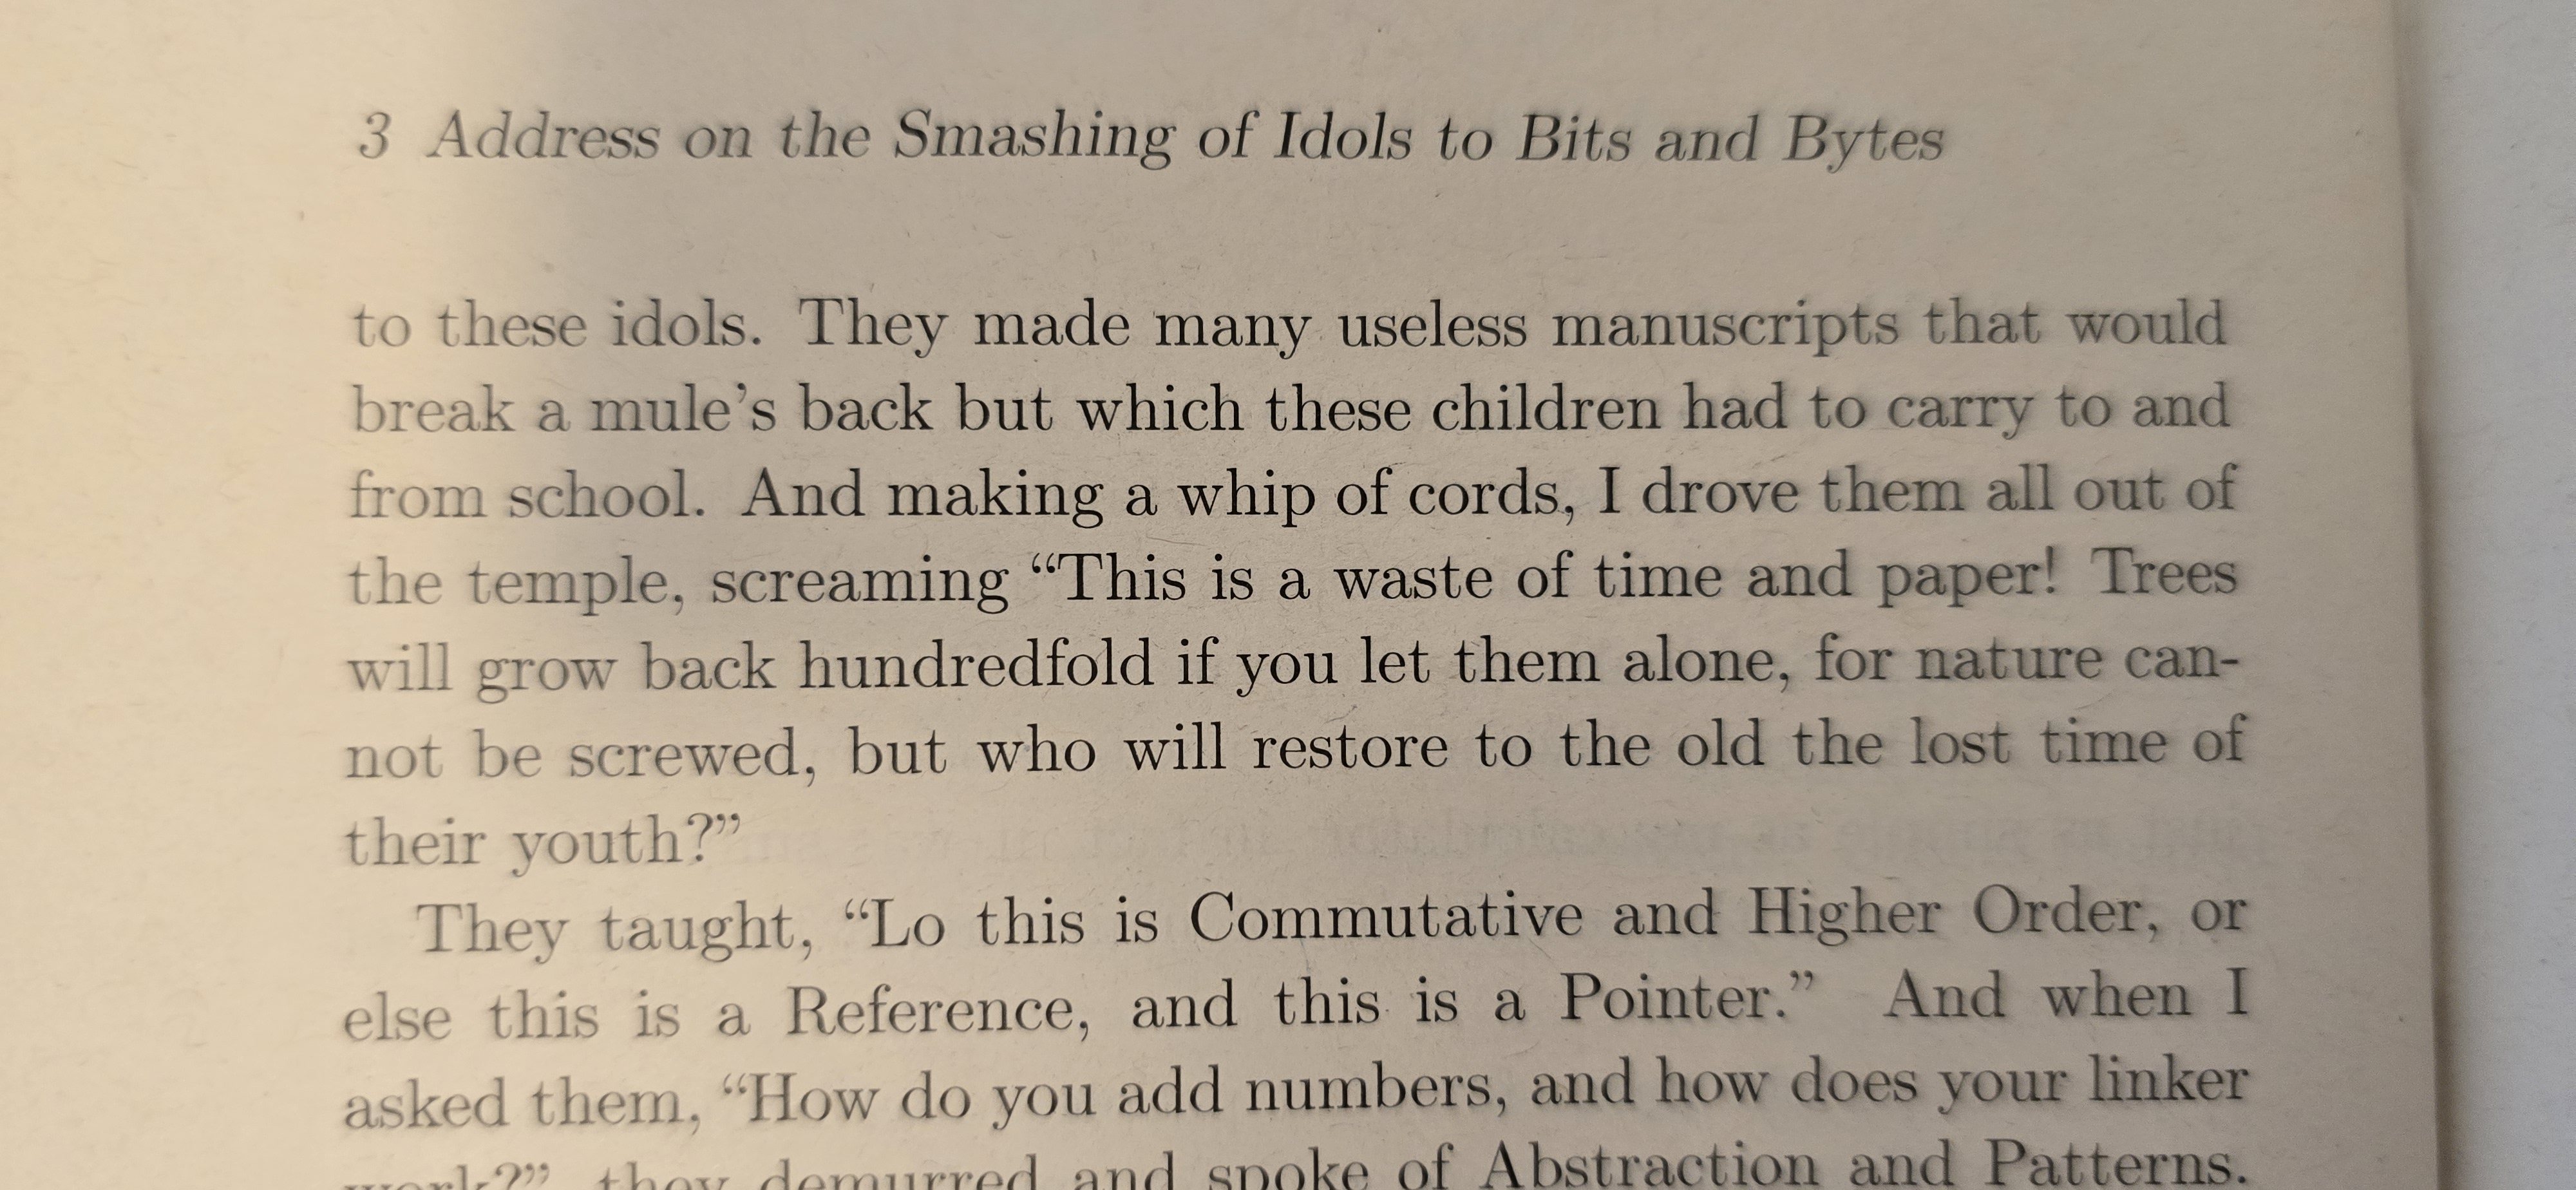 3 Address on the Smashing of Idols to Bits and Bytes
to these idols. They made many useless manuscripts that would
break a mule’s back but which these children had to carry to and
from school. And making a whip of cords, I drove them all out of
the temple, screaming “This is a waste of time and paper! Trees
will grow back hundredfold if you let them alone, for nature can-
not be screwed, but who will restore to the old the lost time of
their youth?”
They taught, “Lo this is Commutative and Higher Order, or
else this is a Reference, and this is a Pointer.” And when I
asked them, “How do you add numbers, and how does your linker
work?” they demurred and spoke of Abstraction and Patterns.